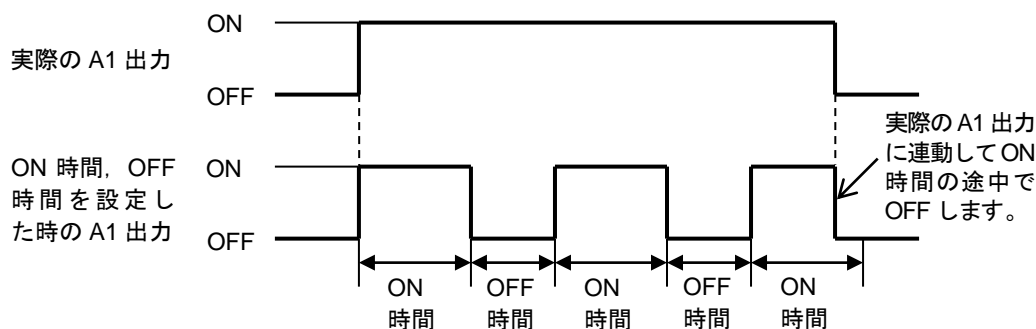 ON
実際の A1 出力
OFF
実際の A1 出力
に連動して ON
時間の途中で
OFF します。
ON 時間，OFF
時間を設定し
た時の A1 出力
ON
OFF
ON
時間
OFF
時間
ON
時間
OFF
時間
ON
時間